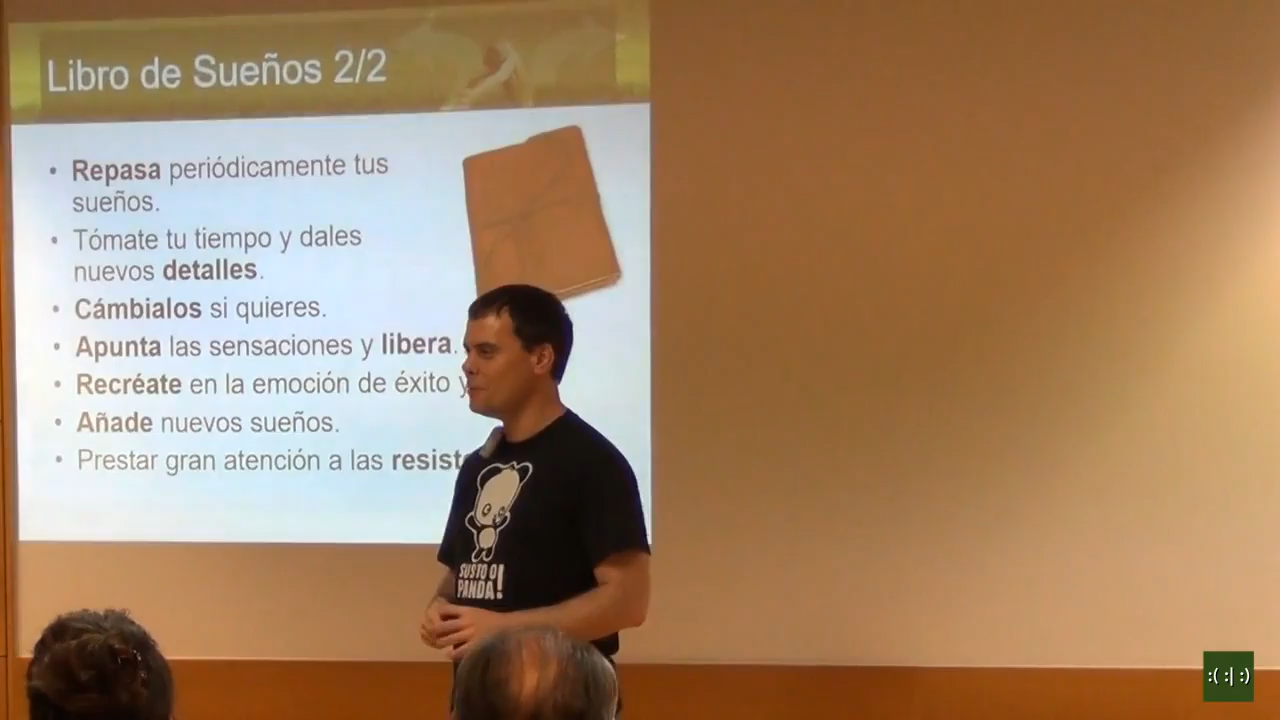 Libro de Sueños 2/2
• Repasa periódicamente tus
sueños.
• Tómate tu tiempo y dales
nuevos detalles.
• Cámbialos si quieres.
• Apunta las sensaciones y libera.
• Recréate en la emoción de éxito y
• Añade nuevos sueños.
• Prestar gran atención a las
SUSTO O
PANDA!
:( :| :)